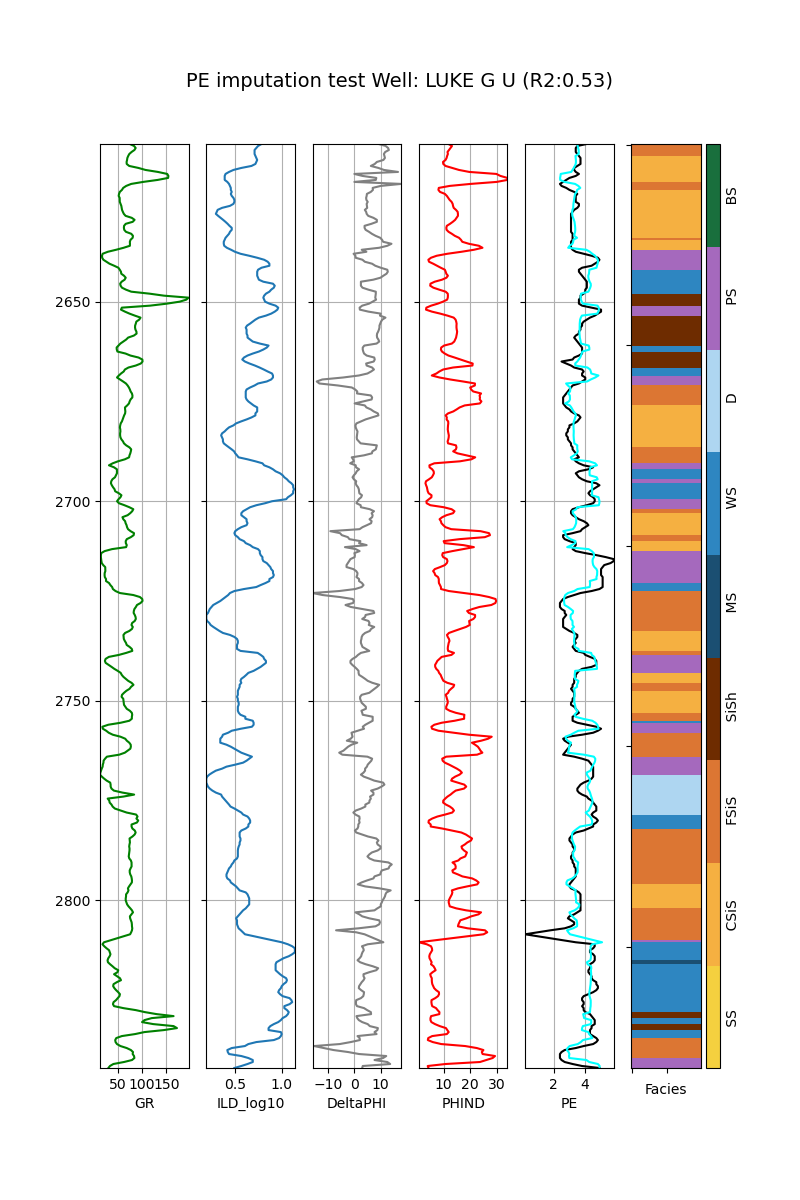 PE imputation test Well: LUKE G U (R2:0.53)
2650
2700
2750
2800
50 100 150
0.5 1.0
−10 0 10
10 20 30
2 4
GR
ILD_log10
DeltaPHI
PHIND
PE
Facies
BS
PS
D
WS
MS
SiSh
FSiS
CSiS
SS